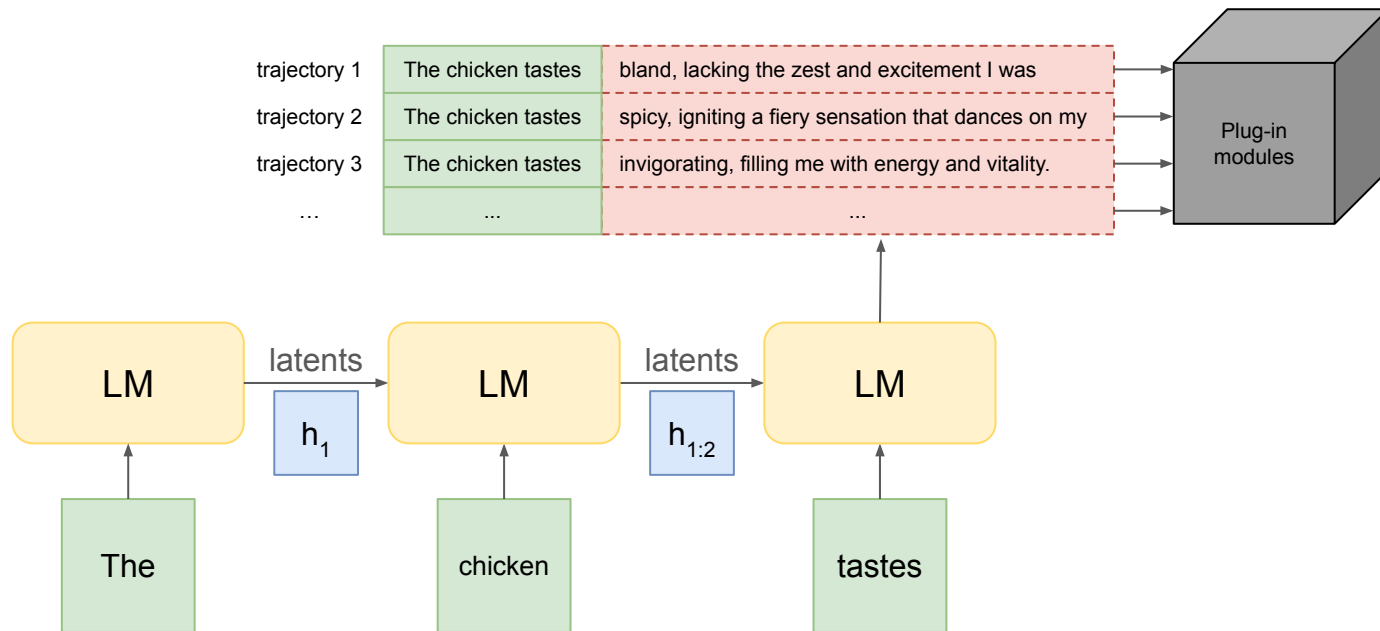 trajectory 1 The chicken tastes bland, lacking the zest and excitement I was
trajectory 2 The chicken tastes spicy, igniting a fiery sensation that dances on my
trajectory 3 The chicken tastes invigorating, filling me with energy and vitality.
... ... ...
Plug-in
modules
LM latents LM latents LM
h1 h1:2
The chicken tastes